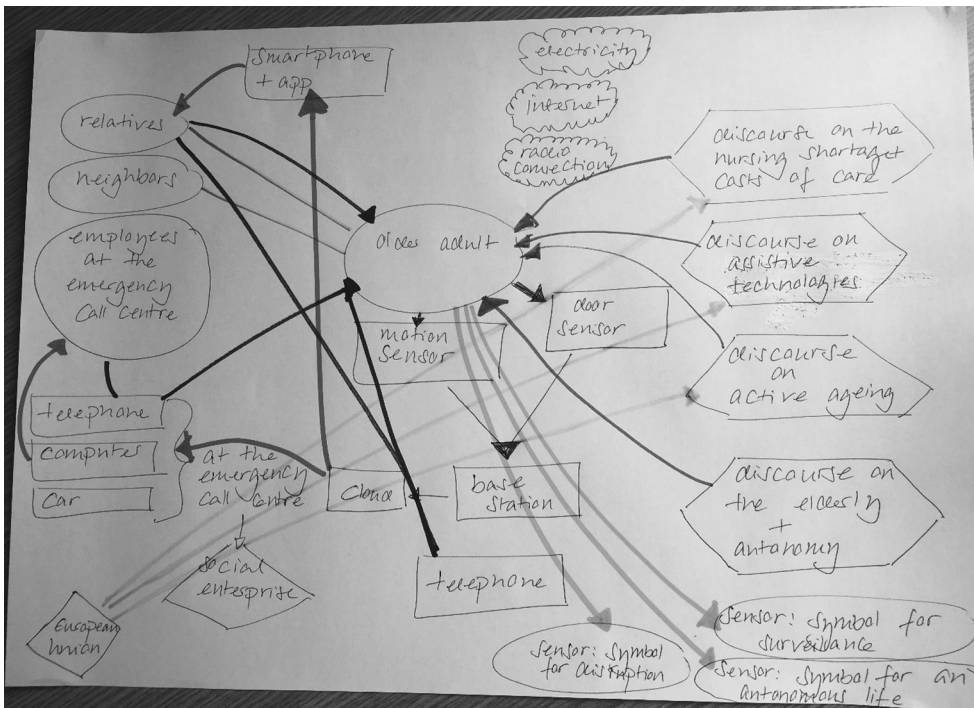 smartphone
+ app
electricity
internet
radio
connection
relatives
neighbors
employees
at the
emergency
Call Centre
older adult
discourse on the
nursing shortage +
costs of care
discourse on
assistive
technologies
motion
sensor
door
sensor
discourse
on
active ageing
telephone
computer
car
at the
emergency
call centre
Cloud
base
station
discourse on
the elderly
+
autonomy
social
enterprise
telephone
European
Union
sensor: symbol
for disruption
sensor: symbol for
surveillance
sensor: symbol for an
autonomous life